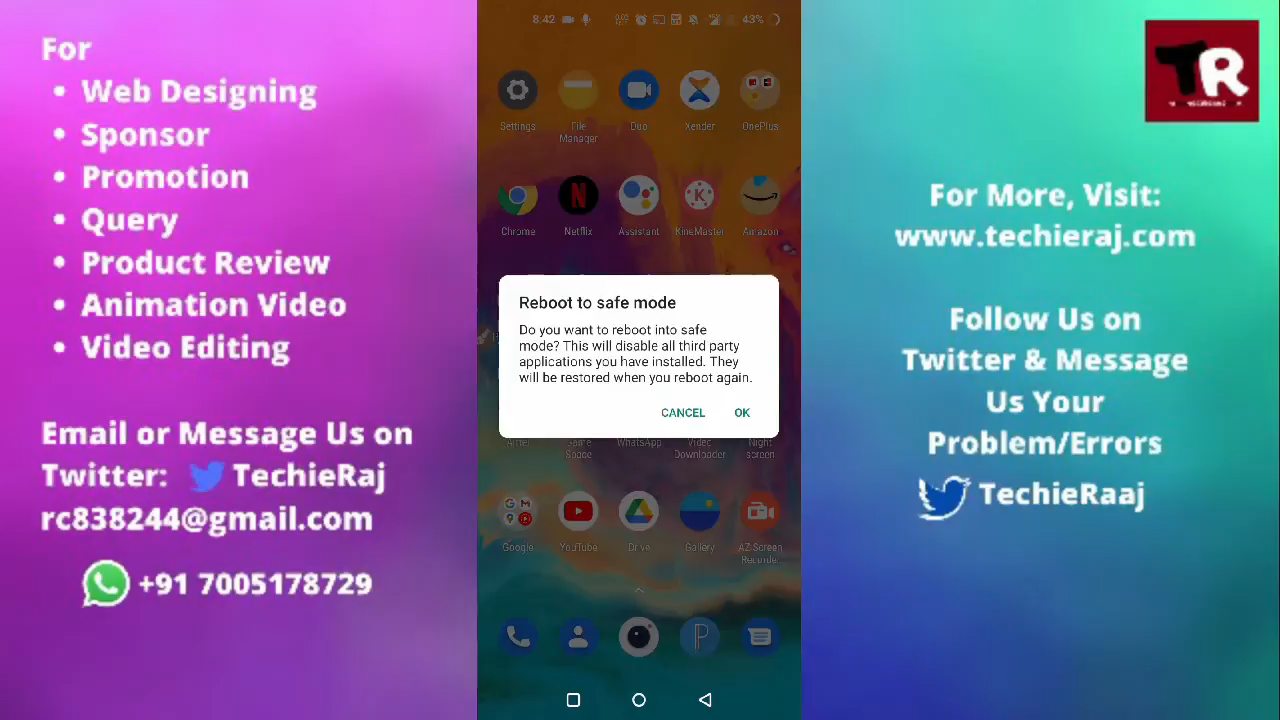 For
• Web Designing
• Sponsor
• Promotion
• Query
• Product Review
• Animation Video
• Video Editing
Email or Message Us on
Twitter: TechieRaj
rc838244@gmail.com
+91 7005178729
8:42
43%
Settings
File
Manager
Duo
Xender
OnePlus
Chrome
Netflix
Assistant
KineMaster
Amazon
Reboot to safe mode
Do you want to reboot into safe
mode? This will disable all third party
applications you have installed. They
will be restored when you reboot again.
CANCEL OK
Airtel
Game
Space
WhatsApp
Video
Downloader
Night
screen
Google
YouTube
Drive
Gallery
AZ Screen
Recorde..
TR
For More, Visit:
www.techieraj.com
Follow Us on
Twitter & Message
Us Your
Problem/Errors
TechieRaaj